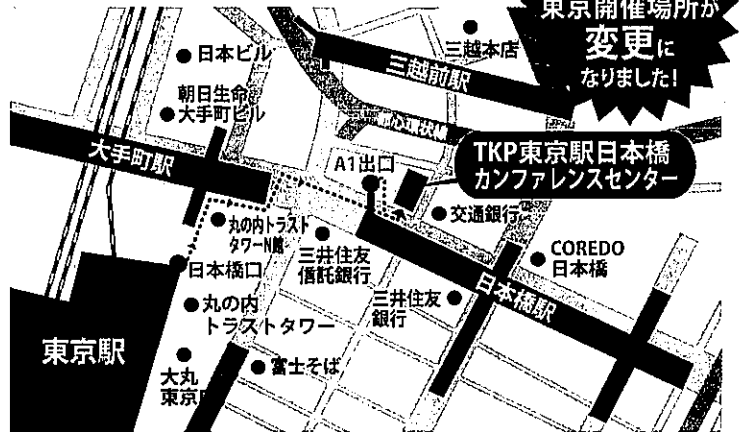 東京開催場所が
変更に
なりました!
三越本店
日本ビル
三越前駅
朝日生命
大手町ビル
大手町駅
A1出口
TKP東京駅日本橋
カンファレンスセンター
交通銀行
丸の内トラスト
タワーN館
三井住友
信託銀行
COREDO
日本橋
日本橋口
日本橋駅
三井住友
銀行
丸の内
トラストタワー
東京駅
大丸
東京
富士そば